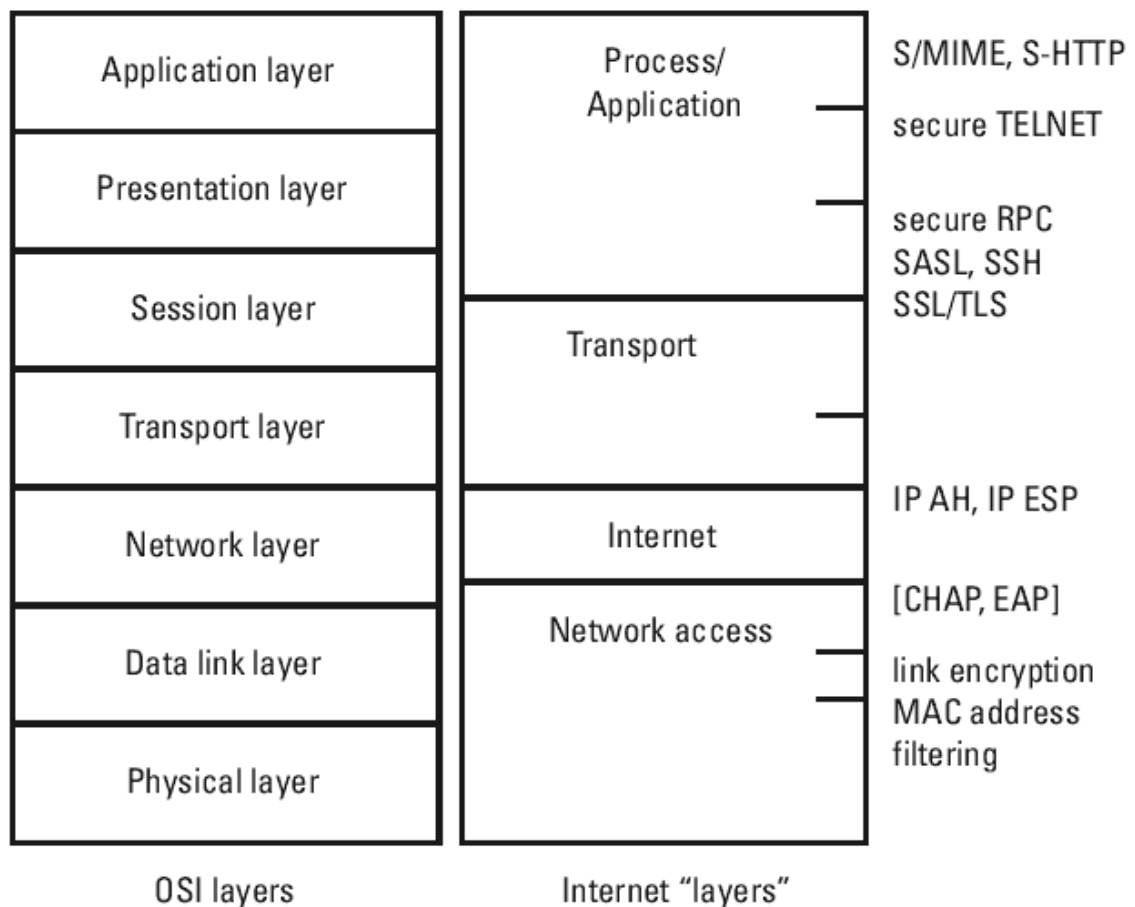 Application layer
Presentation layer
Session layer
Transport layer
Network layer
Data link layer
Physical layer
OSI layers
Process/
Application
Transport
Internet
Network access
Internet “layers”
S/MIME, S-HTTP
secure TELNET
secure RPC
SASL, SSH
SSL/TLS
IP AH, IP ESP
[CHAP, EAP]
link encryption
MAC address
filtering